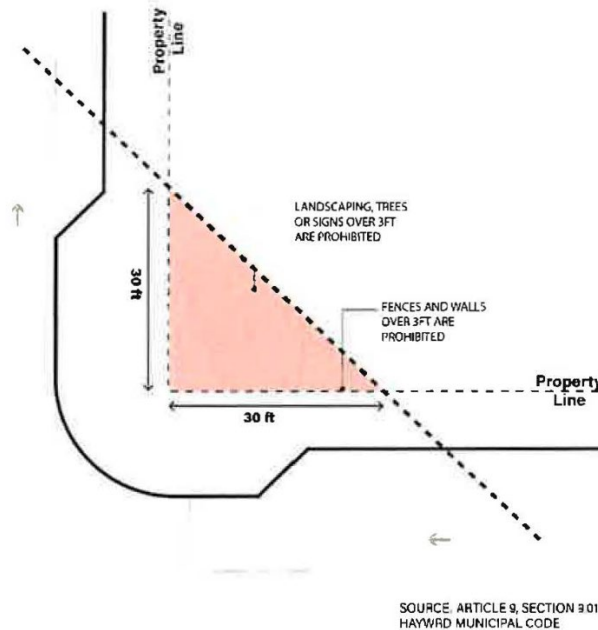 Property
Line
LANDSCAPING, TREES
OR SIGNS OVER 3FT
ARE PROHIBITED
30 ft
FENCES AND WALLS
OVER 3FT ARE
PROHIBITED
Property
Line
30 ft
SOURCE: ARTICLE 9, SECTION 9.01
HAYWRD MUNICIPAL CODE